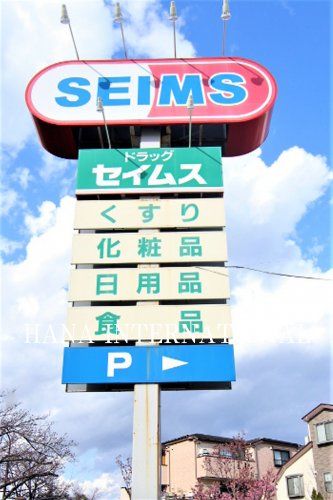 SEIMS
ドラッグ
セイムス
くすり
化粧品
日用品
食品
HANA INTERNATIONAL
P